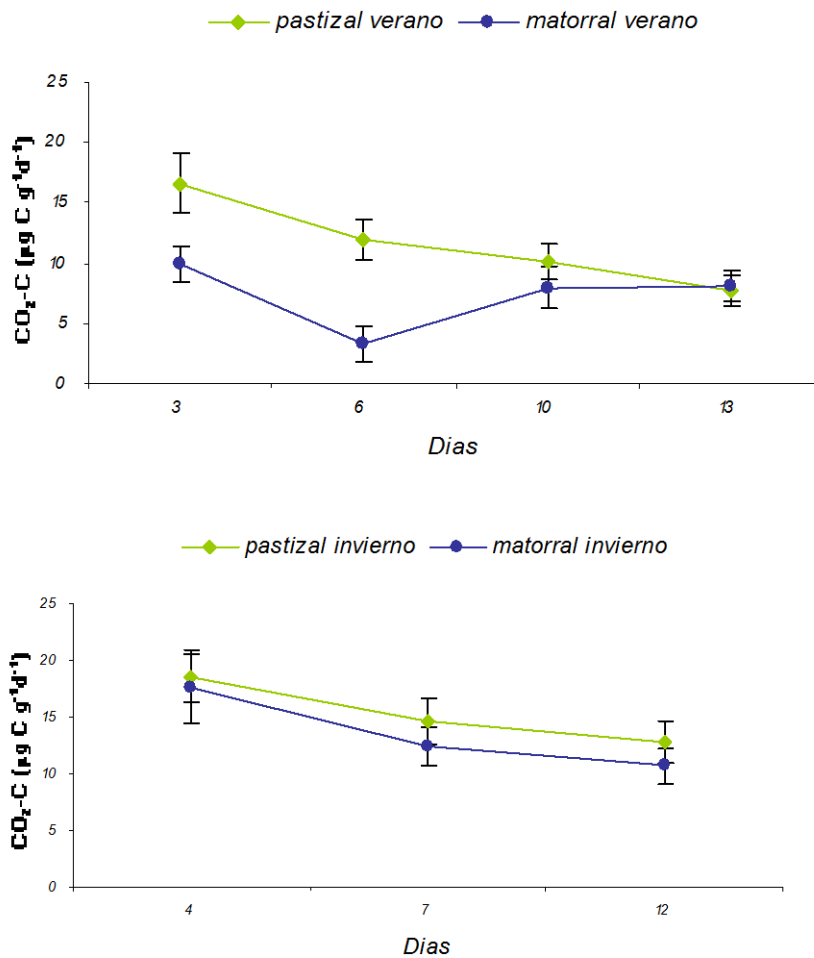 pastizal verano matorral verano
25
20
15
10
5
0
CO₂-C (µg C g⁻¹d⁻¹)
3 6 10 13
Dias
pastizal invierno matorral invierno
25
20
15
10
5
0
CO₂-C (µg C g⁻¹d⁻¹)
4 7 12
Dias